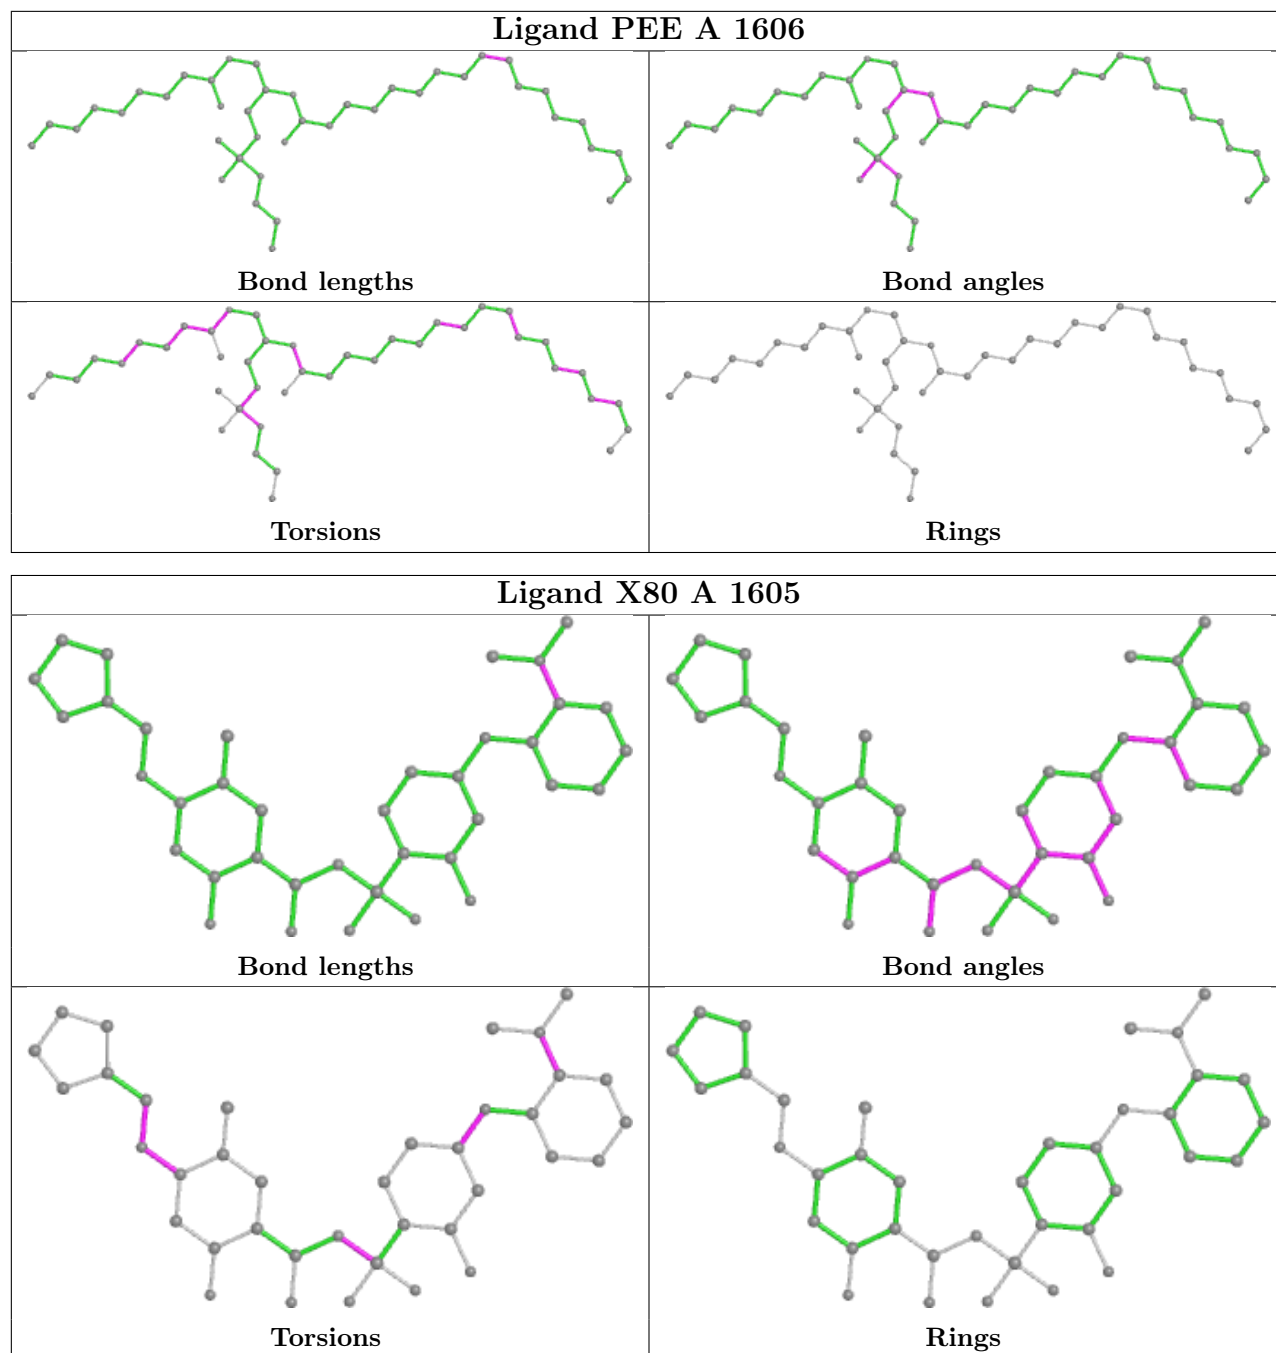 Ligand PEE A 1606
Bond lengths
Bond angles
Torsions
Rings
Ligand X80 A 1605
Bond lengths
Bond angles
Torsions
Rings